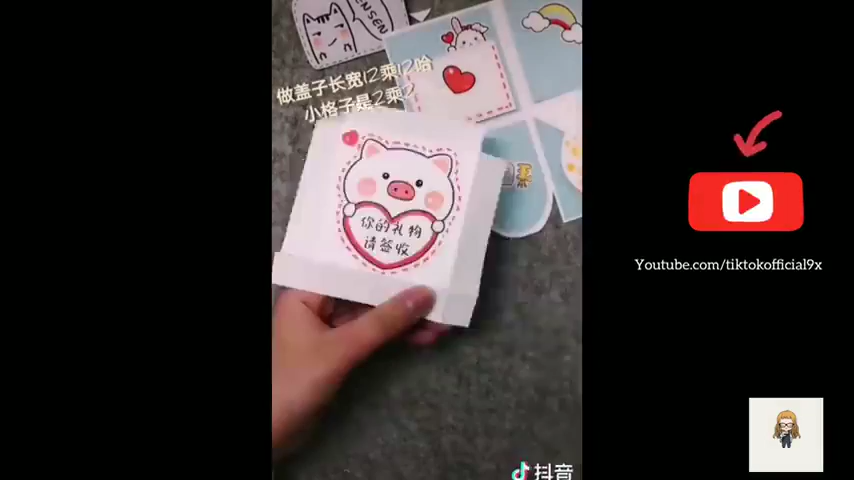 ENSEN
做盖子长宽12乘12哈
小格子是2乘2
你的礼物
请签收
Youtube.com/tiktokofficial9x
抖音